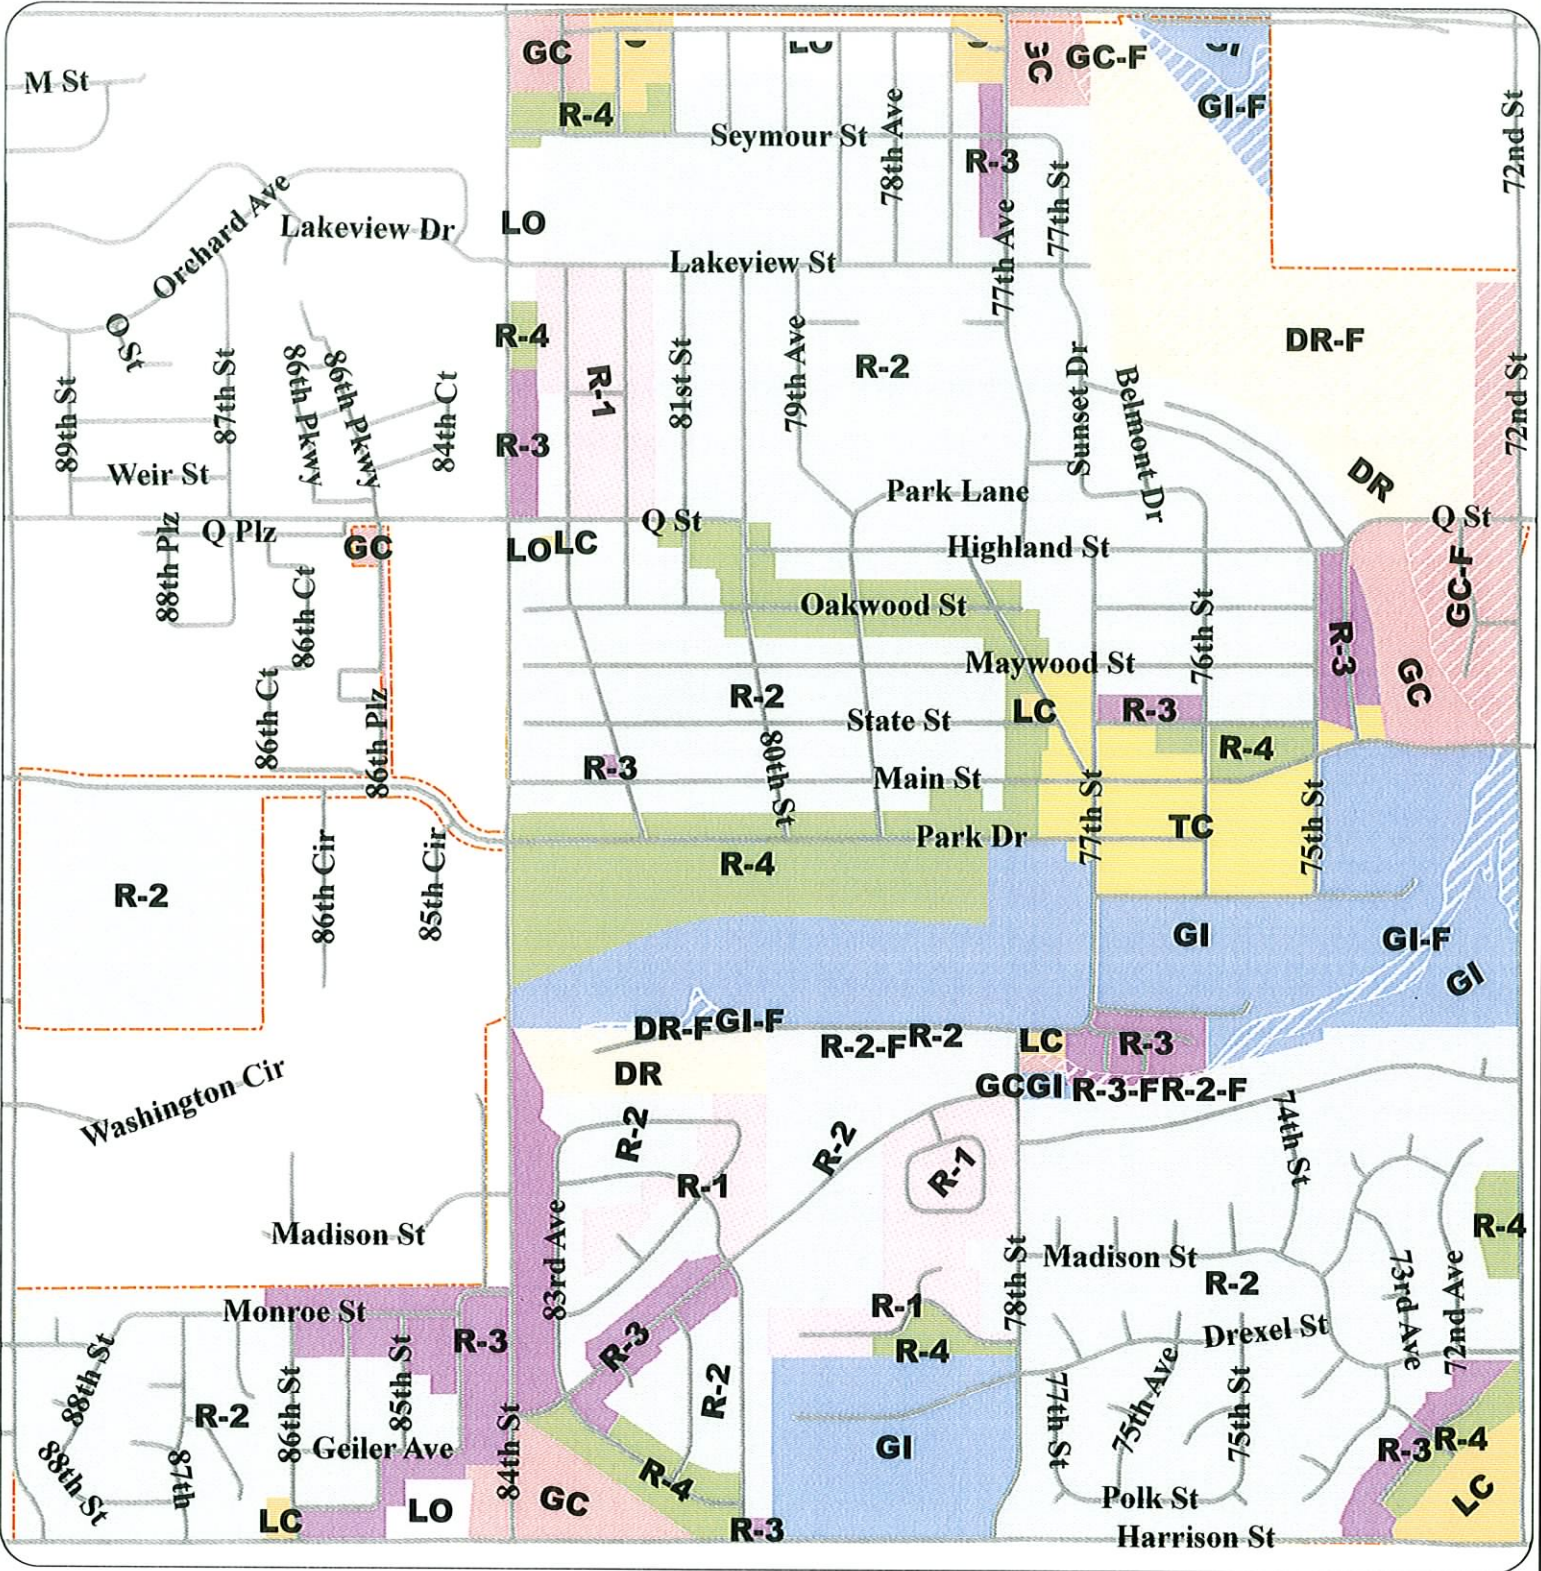 GC
LO
GC
GC-F
GI
M St
GI-F
R-4
Seymour St
78th Ave
R-3
72nd St
77th St
Orchard Ave
Lakeview Dr
LO
77th Ave
Lakeview St
O St
R-4
DR-F
R-1
81st St
79th Ave
R-2
89th St
87th St
86th Pkwy
86th Pkwy
84th Ct
Sunset Dr
Belmont Dr
72nd St
R-3
Weir St
DR
Park Lane
88th Plz
Q Plz
Q St
Q St
GC
LO
LC
Highland St
86th Ct
Oakwood St
76th St
GC-F
R-3
Maywood St
GC
86th Ct
86th Plz
R-2
LC
R-3
State St
R-4
R-3
80th St
Main St
77th St
75th St
TC
Park Dr
R-4
R-2
86th Cir
85th Cir
GI
GI-F
GI
DR-F
GI-F
R-2-F
R-2
LC
R-3
DR
GC
GI
R-3-F
R-2-F
Washington Cir
R-2
R-2
74th St
R-1
R-1
R-4
Madison St
83rd Ave
78th St
Madison St
R-2
73rd Ave
72nd Ave
Monroe St
R-1
R-3
R-3
R-4
Drexel St
88th St
86th St
85th St
R-2
R-2
77th St
75th Ave
75th St
Geiler Ave
84th St
GI
R-3
R-4
88th St
87th
R-4
LC
LC
LO
GC
R-3
Polk St
Harrison St